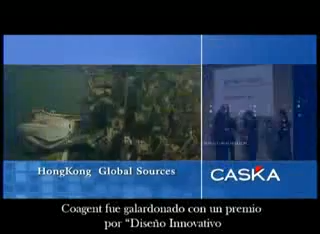 HongKong Global Sources
CASKA
Coagent fue galardonado con un premio
por “Diseño Innovativo